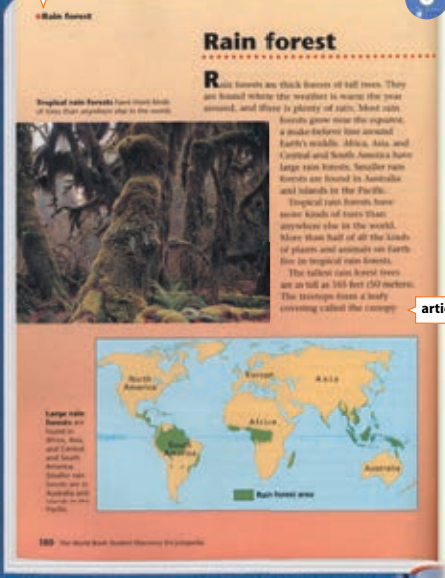 Rain forest
Rain forest
Rain forests are thick forests of tall trees. They
are found where the weather is warm the year
around, and there is plenty of rain. Most rain
forests grow near the equator,
a make-believe line around
Earth's middle. Africa, Asia, and
Central and South America have
large rain forests. Smaller rain
forests are found in Australia
and islands in the Pacific.
Tropical rain forests have
more kinds of trees than
anywhere else in the world.
More than half of all the kinds
of plants and animals on Earth
live in tropical rain forests.
The tallest rain forest trees
are as tall as 165 feet (50 meters).
The treetops form a leafy
covering called the canopy
arti
Tropical rain forests have more kinds
of trees than anywhere else in the world.
North
America
Europe
Asia
Africa
South
America
Australia
Rain forest area
Large rain
forests are
found in
Africa, Asia,
and Central
and South
America.
Smaller rain
forests are in
Australia and
islands in the
Pacific.
180 The World Book Student Discovery Encyclopedia